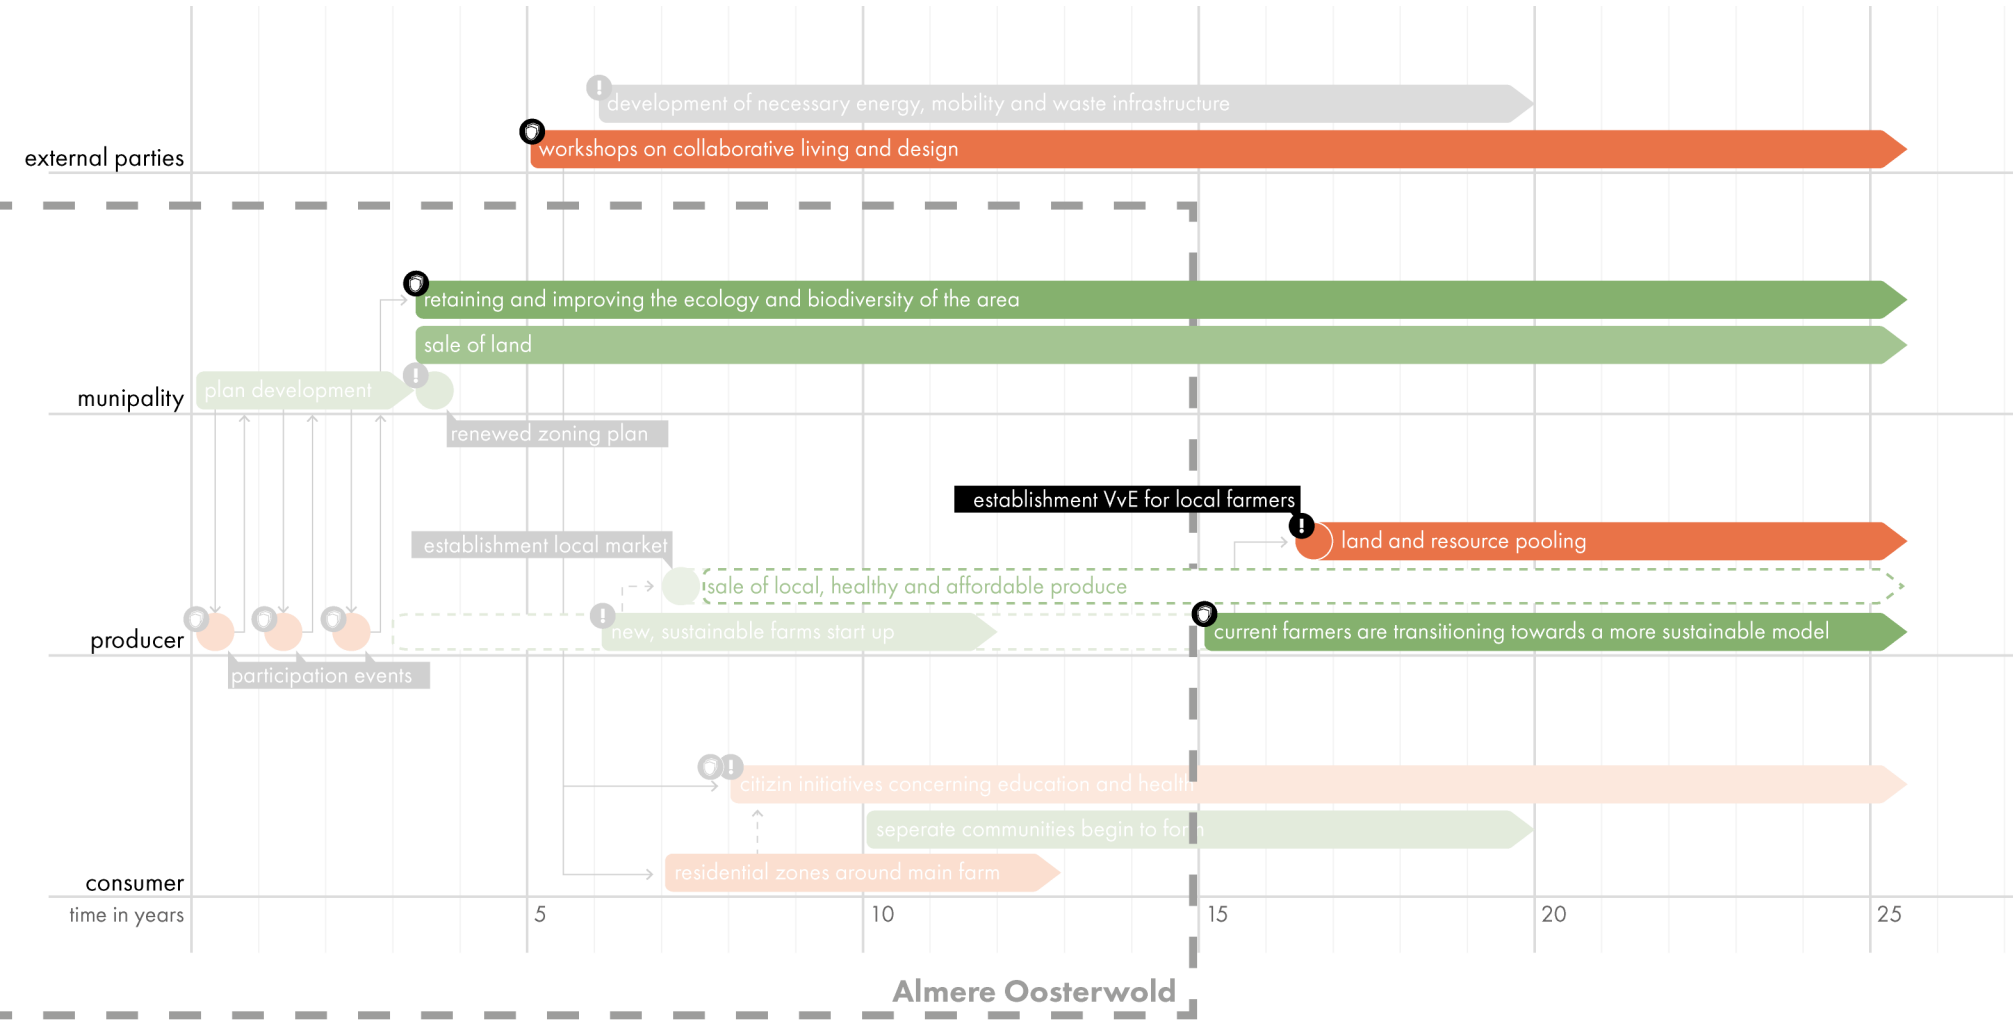 development of necessary energy, mobility and waste infrastructure
workshops on collaborative living and design
external parties
retaining and improving the ecology and biodiversity of the area
sale of land
plan development
munipality
renewed zoning plan
establishment VvE for local farmers
land and resource pooling
establishment local market
sale of local, healthy and affordable produce
new, sustainable farms start up
current farmers are transitioning towards a more sustainable model
producer
participation events
citizin initiatives concerning education and health
seperate communities begin to form
residential zones around main farm
consumer
time in years
5
10
15
20
25
Almere Oosterwold